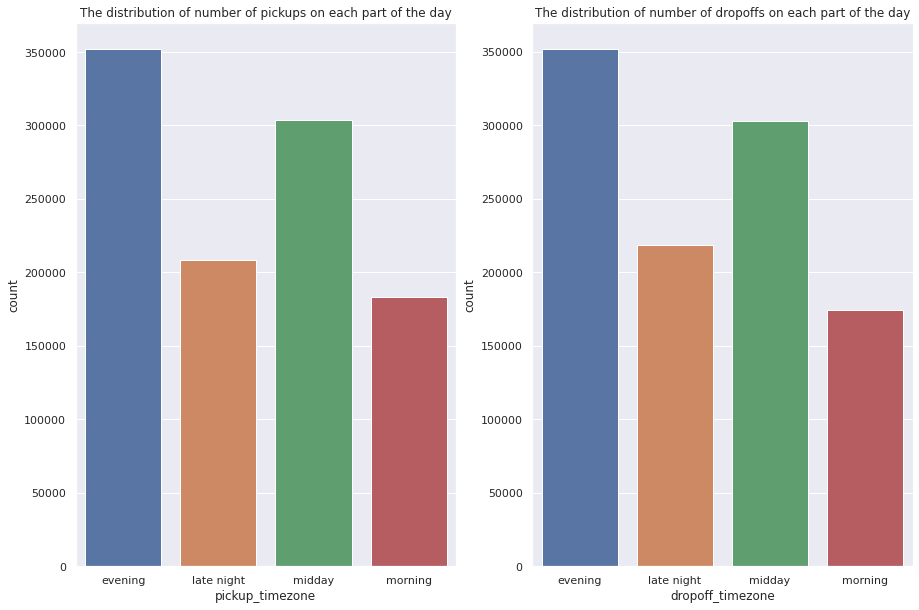 The distribution of number of pickups on each part of the day
350000
300000
250000
200000
150000
100000
50000
0
count
evening late night midday morning
pickup_timezone
The distribution of number of dropoffs on each part of the day
350000
300000
250000
200000
150000
100000
50000
0
count
evening late night midday morning
dropoff_timezone